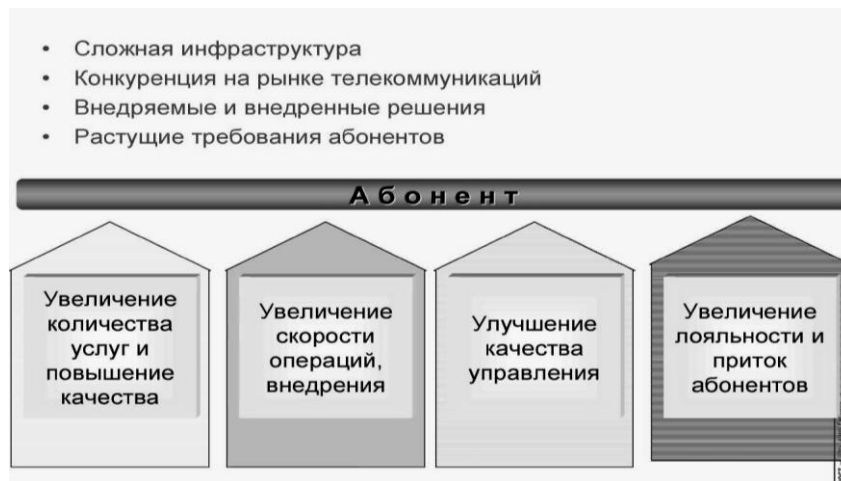 • Сложная инфраструктура
• Конкуренция на рынке телекоммуникаций
• Внедряемые и внедренные решения
• Растущие требования абонентов
Абонент
Увеличение
количества
услуг и
повышение
качества
Увеличение
скорости
операций,
внедрения
Улучшение
качества
управления
Увеличение
лояльности и
приток
абонентов